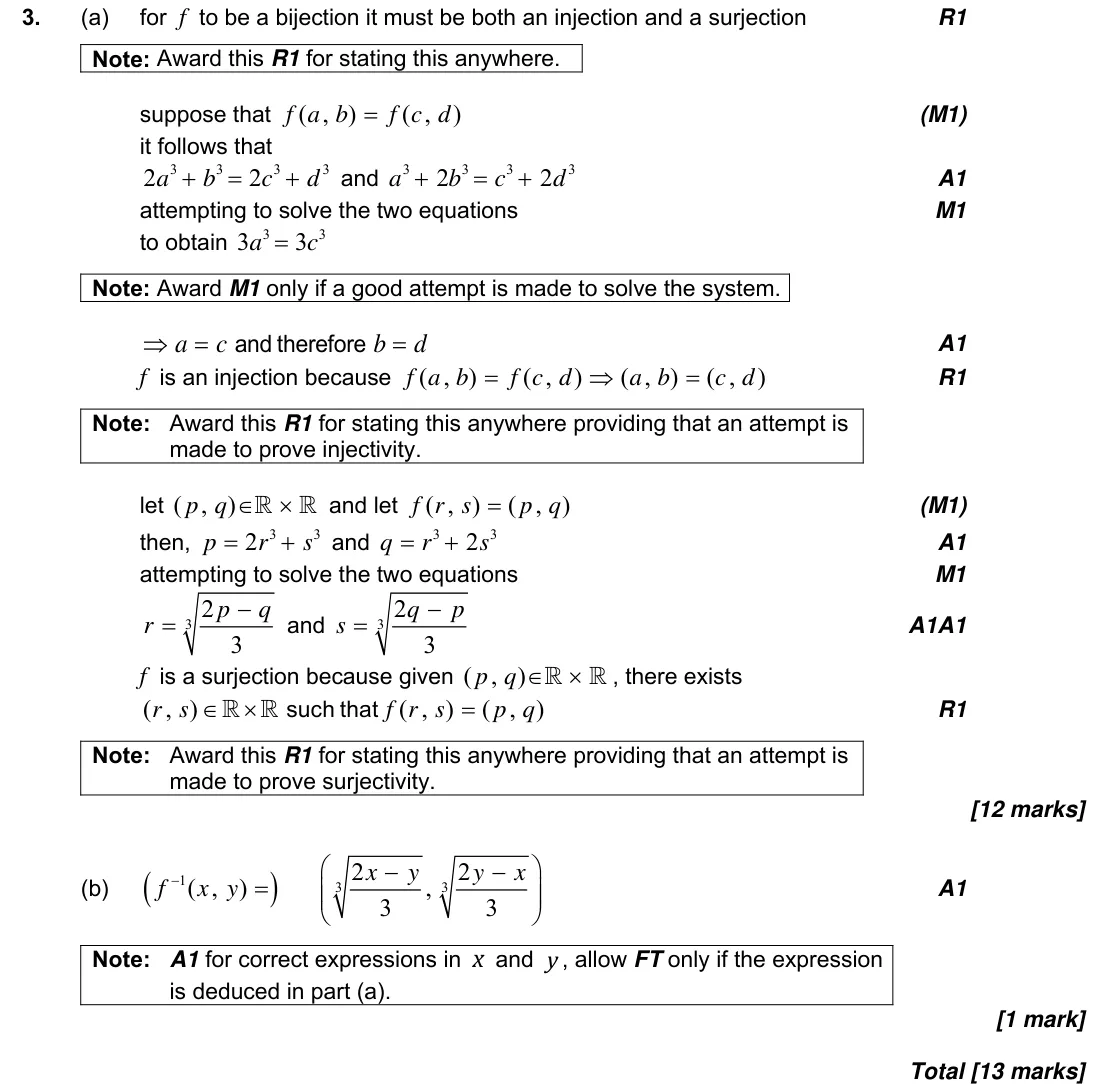 3. (a) for f to be a bijection it must be both an injection and a surjection R1
Note: Award this R1 for stating this anywhere.
suppose that f(a, b) = f(c, d) (M1)
it follows that
2a³ + b³ = 2c³ + d³ and a³ + 2b³ = c³ + 2d³ A1
attempting to solve the two equations M1
to obtain 3a³ = 3c³
Note: Award M1 only if a good attempt is made to solve the system.
⇒ a = c and therefore b = d A1
f is an injection because f(a, b) = f(c, d) ⇒ (a, b) = (c, d) R1
Note: Award this R1 for stating this anywhere providing that an attempt is
made to prove injectivity.
let (p, q)∈ℝ × ℝ and let f(r, s) = (p, q) (M1)
then, p = 2r³ + s³ and q = r³ + 2s³ A1
attempting to solve the two equations M1
r = ∛((2p − q)/3) and s = ∛((2q − p)/3) A1A1
f is a surjection because given (p, q)∈ℝ × ℝ, there exists
(r, s)∈ℝ×ℝ such that f(r, s) = (p, q) R1
Note: Award this R1 for stating this anywhere providing that an attempt is
made to prove surjectivity.
[12 marks]
(b) (f⁻¹(x, y) =) (∛((2x − y)/3), ∛((2y − x)/3)) A1
Note: A1 for correct expressions in x and y, allow FT only if the expression
is deduced in part (a).
[1 mark]
Total [13 marks]